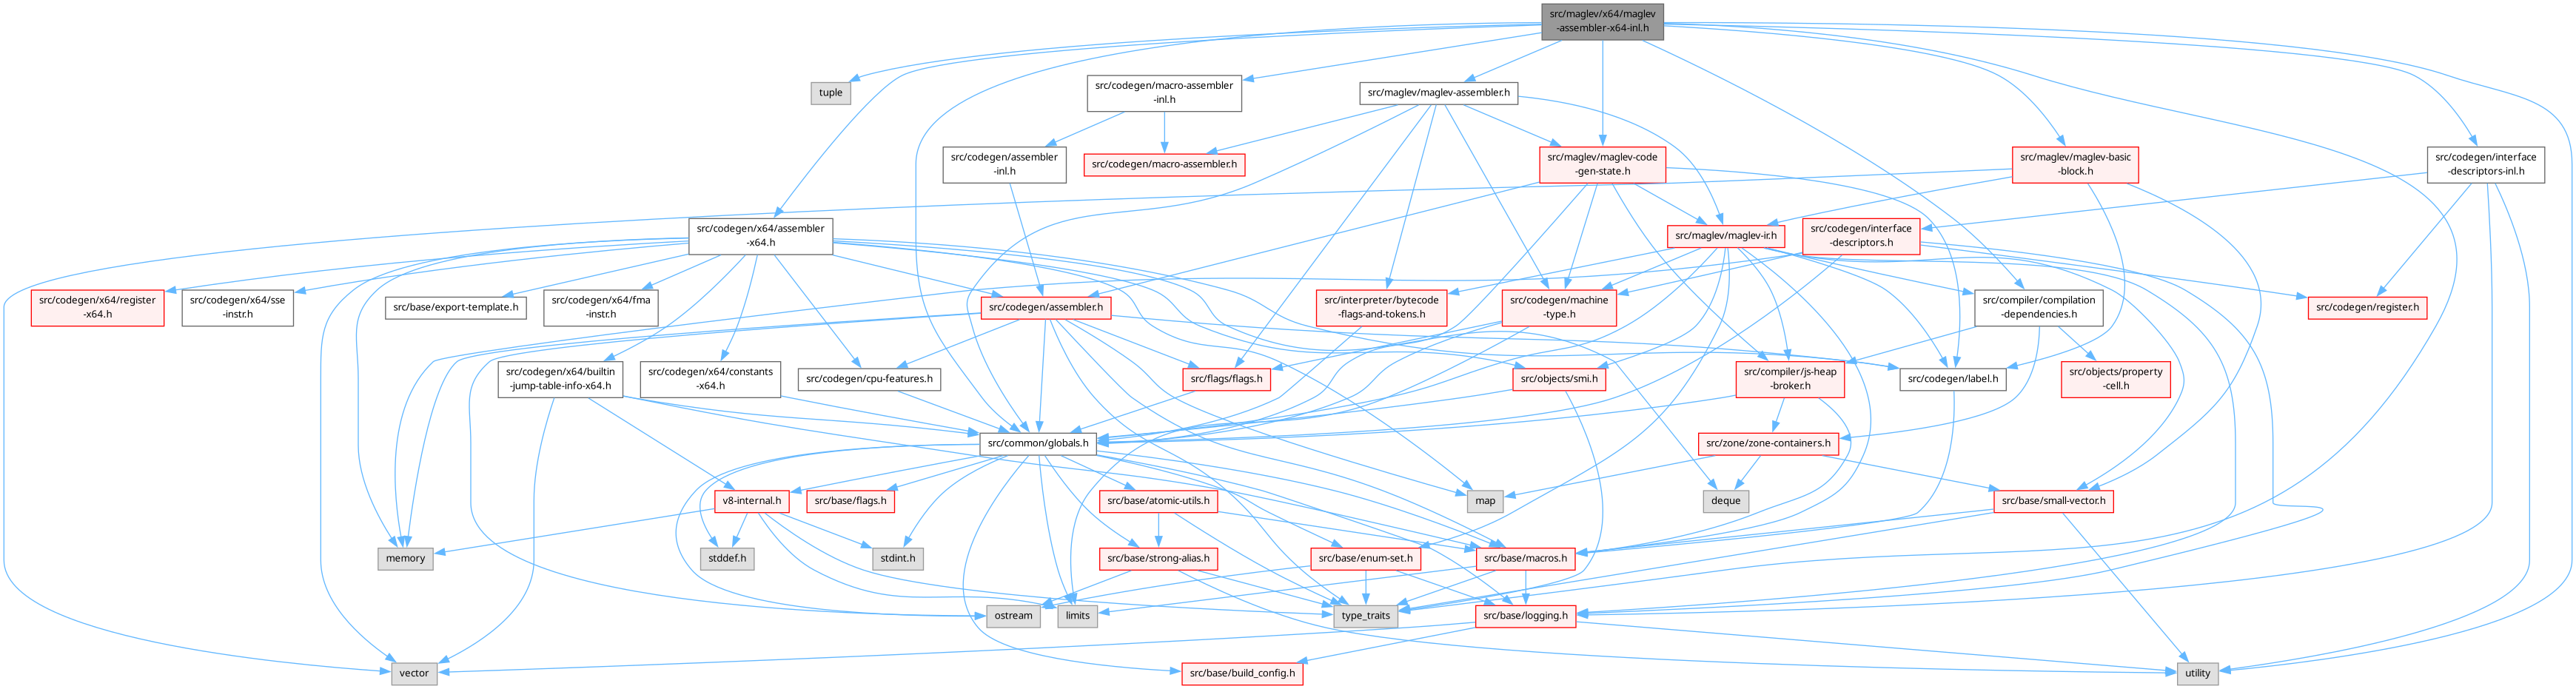 src/maglev/x64/maglev
-assembler-x64-inl.h
tuple
src/codegen/macro-assembler
-inl.h
src/maglev/maglev-assembler.h
src/codegen/assembler
-inl.h
src/codegen/macro-assembler.h
src/maglev/maglev-code
-gen-state.h
src/maglev/maglev-basic
-block.h
src/codegen/interface
-descriptors-inl.h
src/codegen/x64/assembler
-x64.h
src/maglev/maglev-ir.h
src/codegen/interface
-descriptors.h
src/codegen/x64/register
-x64.h
src/codegen/x64/sse
-instr.h
src/base/export-template.h
src/codegen/x64/fma
-instr.h
src/codegen/assembler.h
src/interpreter/bytecode
-flags-and-tokens.h
src/codegen/machine
-type.h
src/compiler/compilation
-dependencies.h
src/codegen/register.h
src/codegen/x64/builtin
-jump-table-info-x64.h
src/codegen/x64/constants
-x64.h
src/codegen/cpu-features.h
src/flags/flags.h
src/objects/smi.h
src/compiler/js-heap
-broker.h
src/codegen/label.h
src/objects/property
-cell.h
src/common/globals.h
src/zone/zone-containers.h
v8-internal.h
src/base/flags.h
src/base/atomic-utils.h
map
deque
src/base/small-vector.h
memory
stddef.h
stdint.h
src/base/strong-alias.h
src/base/enum-set.h
src/base/macros.h
ostream
limits
type_traits
src/base/logging.h
vector
src/base/build_config.h
utility